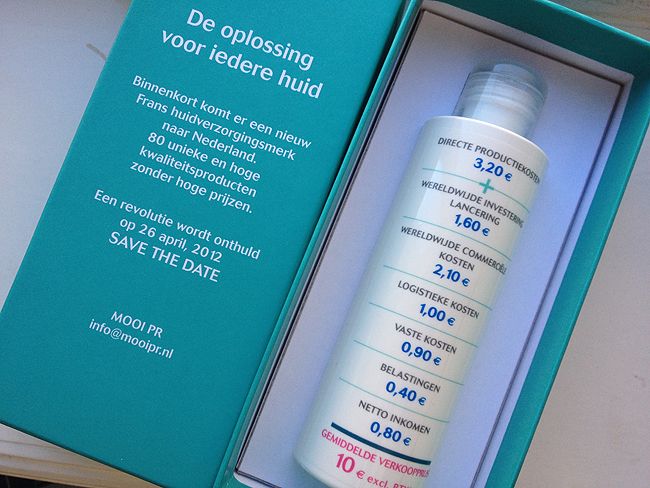 De oplossing
voor iedere huid
Binnenkort komt er een nieuw
Frans huidverzorgingsmerk
naar Nederland.
80 unieke en hoge
kwaliteitsproducten
zonder hoge prijzen.
Een revolutie wordt onthuld
op 26 april, 2012
SAVE THE DATE
MOOI PR
info@mooipr.nl
DIRECTE PRODUCTIEKOSTEN
3,20 €
+
WERELDWIJDE INVESTERING
LANCERING
1,60 €
WERELDWIJDE COMMERCIËLE
KOSTEN
2,10 €
LOGISTIEKE KOSTEN
1,00 €
VASTE KOSTEN
0,90 €
BELASTINGEN
0,40 €
NETTO INKOMEN
0,80 €
GEMIDDELDE VERKOOPPRIJS
10 € excl. BTW